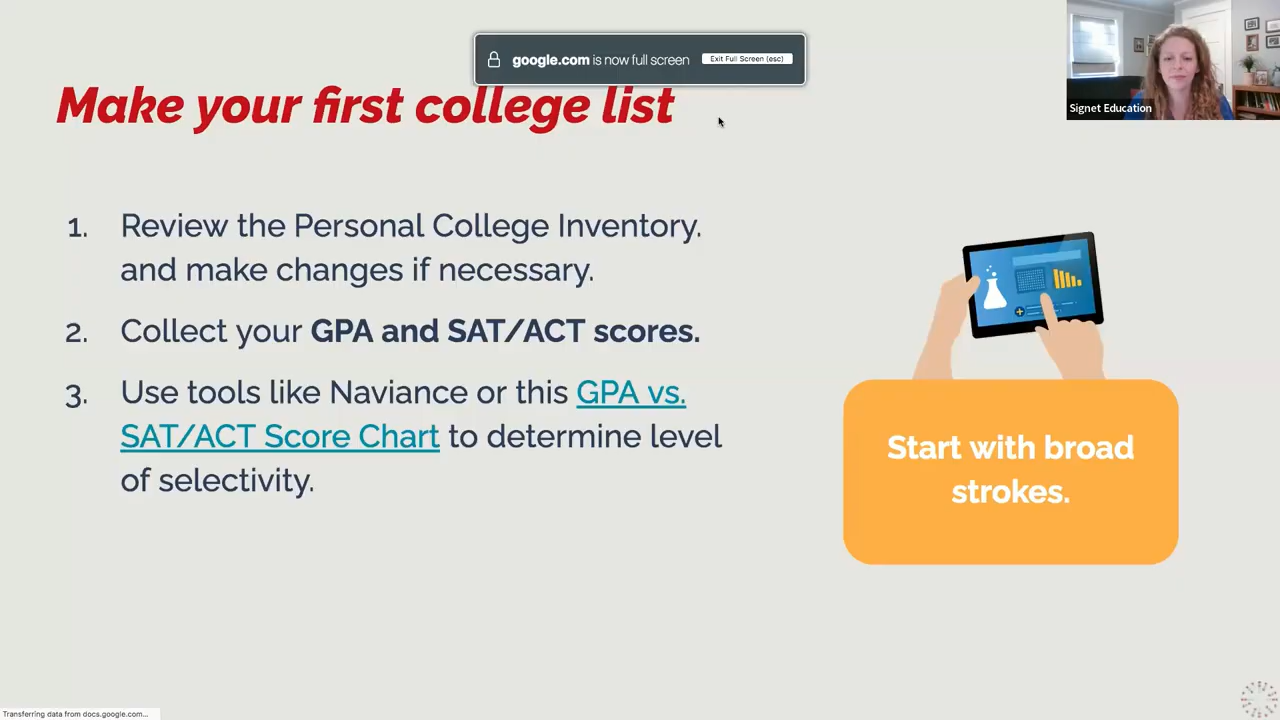 google.com is now full screen
Exit Full Screen (esc)
Signet Education
Make your first college list
1. Review the Personal College Inventory.
and make changes if necessary.
2. Collect your GPA and SAT/ACT scores.
3. Use tools like Naviance or this GPA vs.
SAT/ACT Score Chart to determine level
of selectivity.
Start with broad
strokes.
Transferring data from docs.google.com...